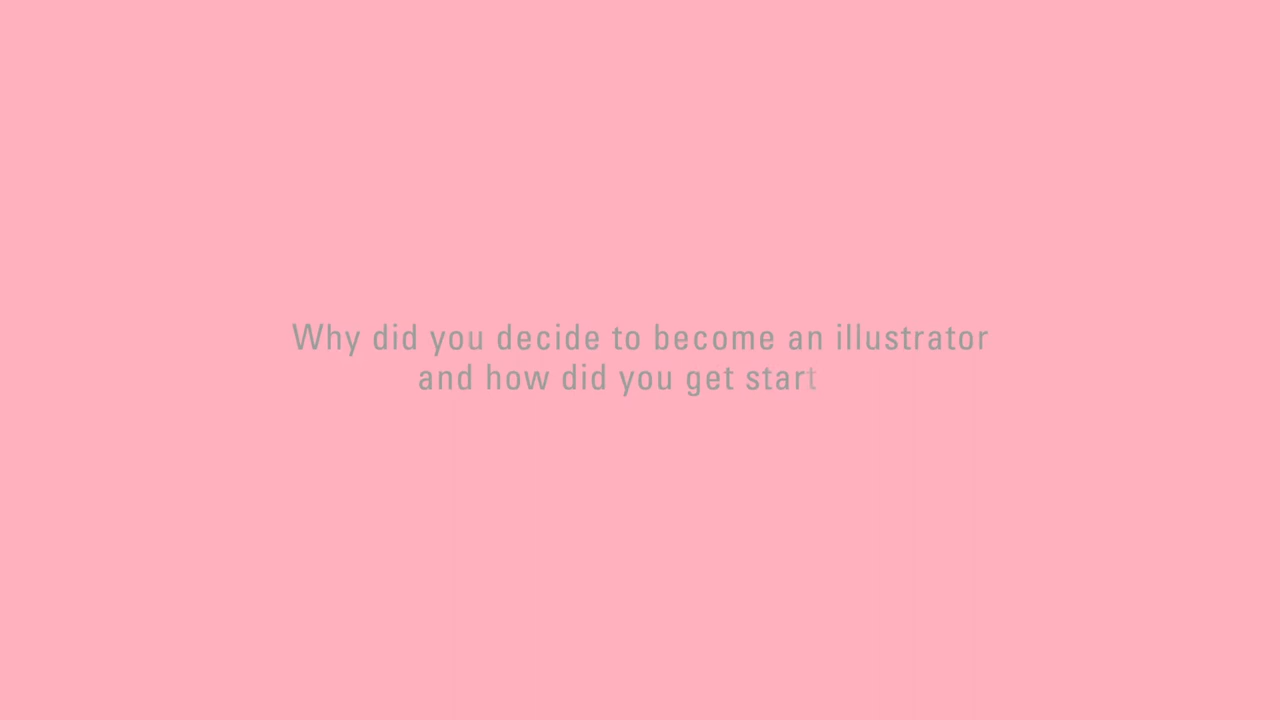 Why did you decide to become an illustrator
and how did you get start